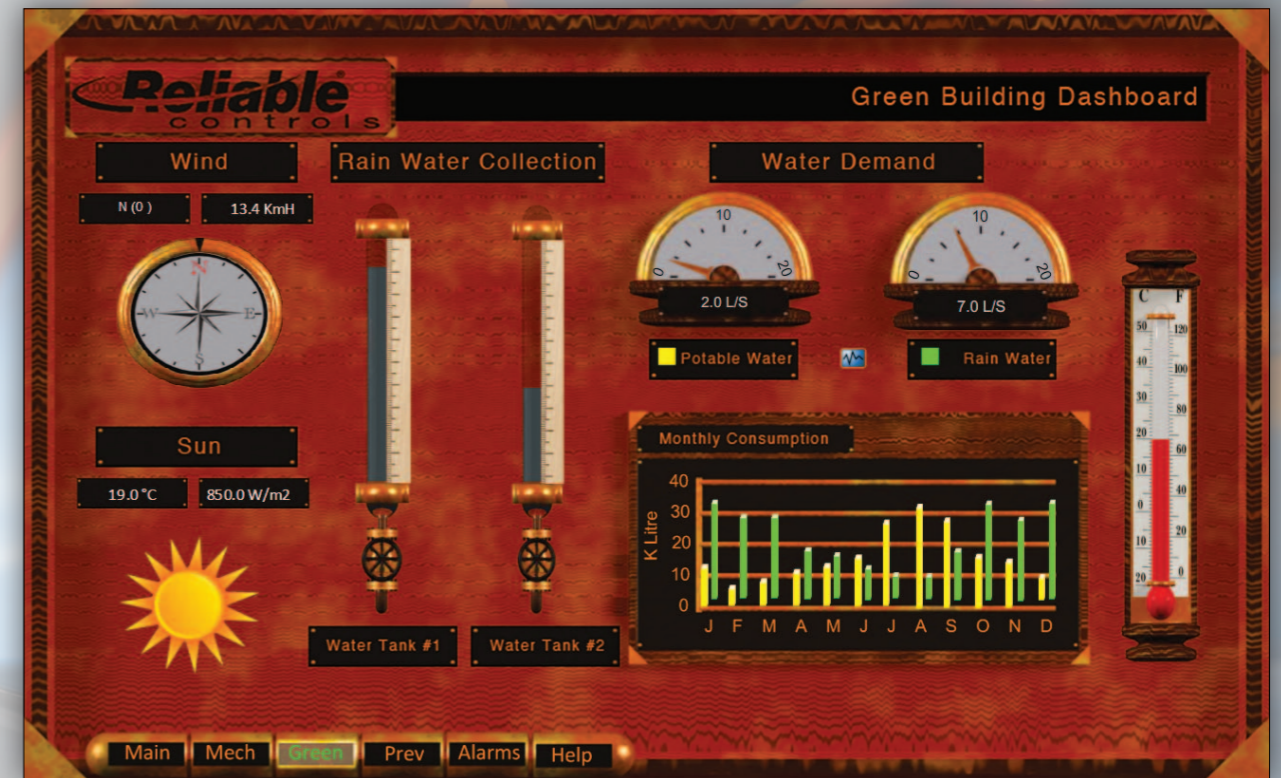 Reliable
controls
Green Building Dashboard
Wind
Rain Water Collection
Water Demand
N (0 )
13.4 KmH
N
W
E
S
0
10
20
2.0 L/S
0
10
20
7.0 L/S
Potable Water
Rain Water
Sun
19.0 °C
850.0 W/m2
Monthly Consumption
K Litre
40
30
20
10
0
J F M A M J J A S O N D
C F
50
40
30
20
10
0
10
20
120
100
80
60
40
20
0
Water Tank #1
Water Tank #2
Main
Mech
Green
Prev
Alarms
Help